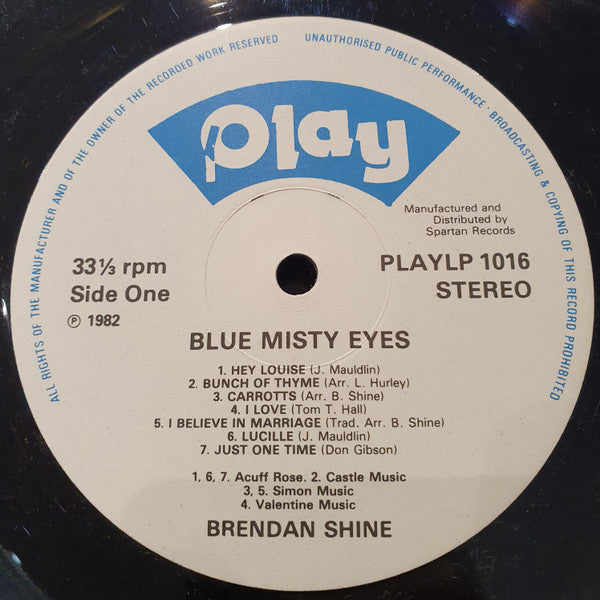 ALL RIGHTS OF THE MANUFACTURER AND OF THE OWNER OF THE RECORDED WORK RESERVED
UNAUTHORISED PUBLIC PERFORMANCE · BROADCASTING & COPYING OF THIS RECORD PROHIBITED
Play
Manufactured and
Distributed by
Spartan Records
33⅓ rpm
Side One
℗ 1982
PLAYLP 1016
STEREO
BLUE MISTY EYES
1. HEY LOUISE (J. Mauldlin)
2. BUNCH OF THYME (Arr. L. Hurley)
3. CARROTTS (Arr. B. Shine)
4. I LOVE (Tom T. Hall)
5. I BELIEVE IN MARRIAGE (Trad. Arr. B. Shine)
6. LUCILLE (J. Mauldlin)
7. JUST ONE TIME (Don Gibson)
1, 6, 7. Acuff Rose. 2. Castle Music
3, 5. Simon Music
4. Valentine Music
BRENDAN SHINE